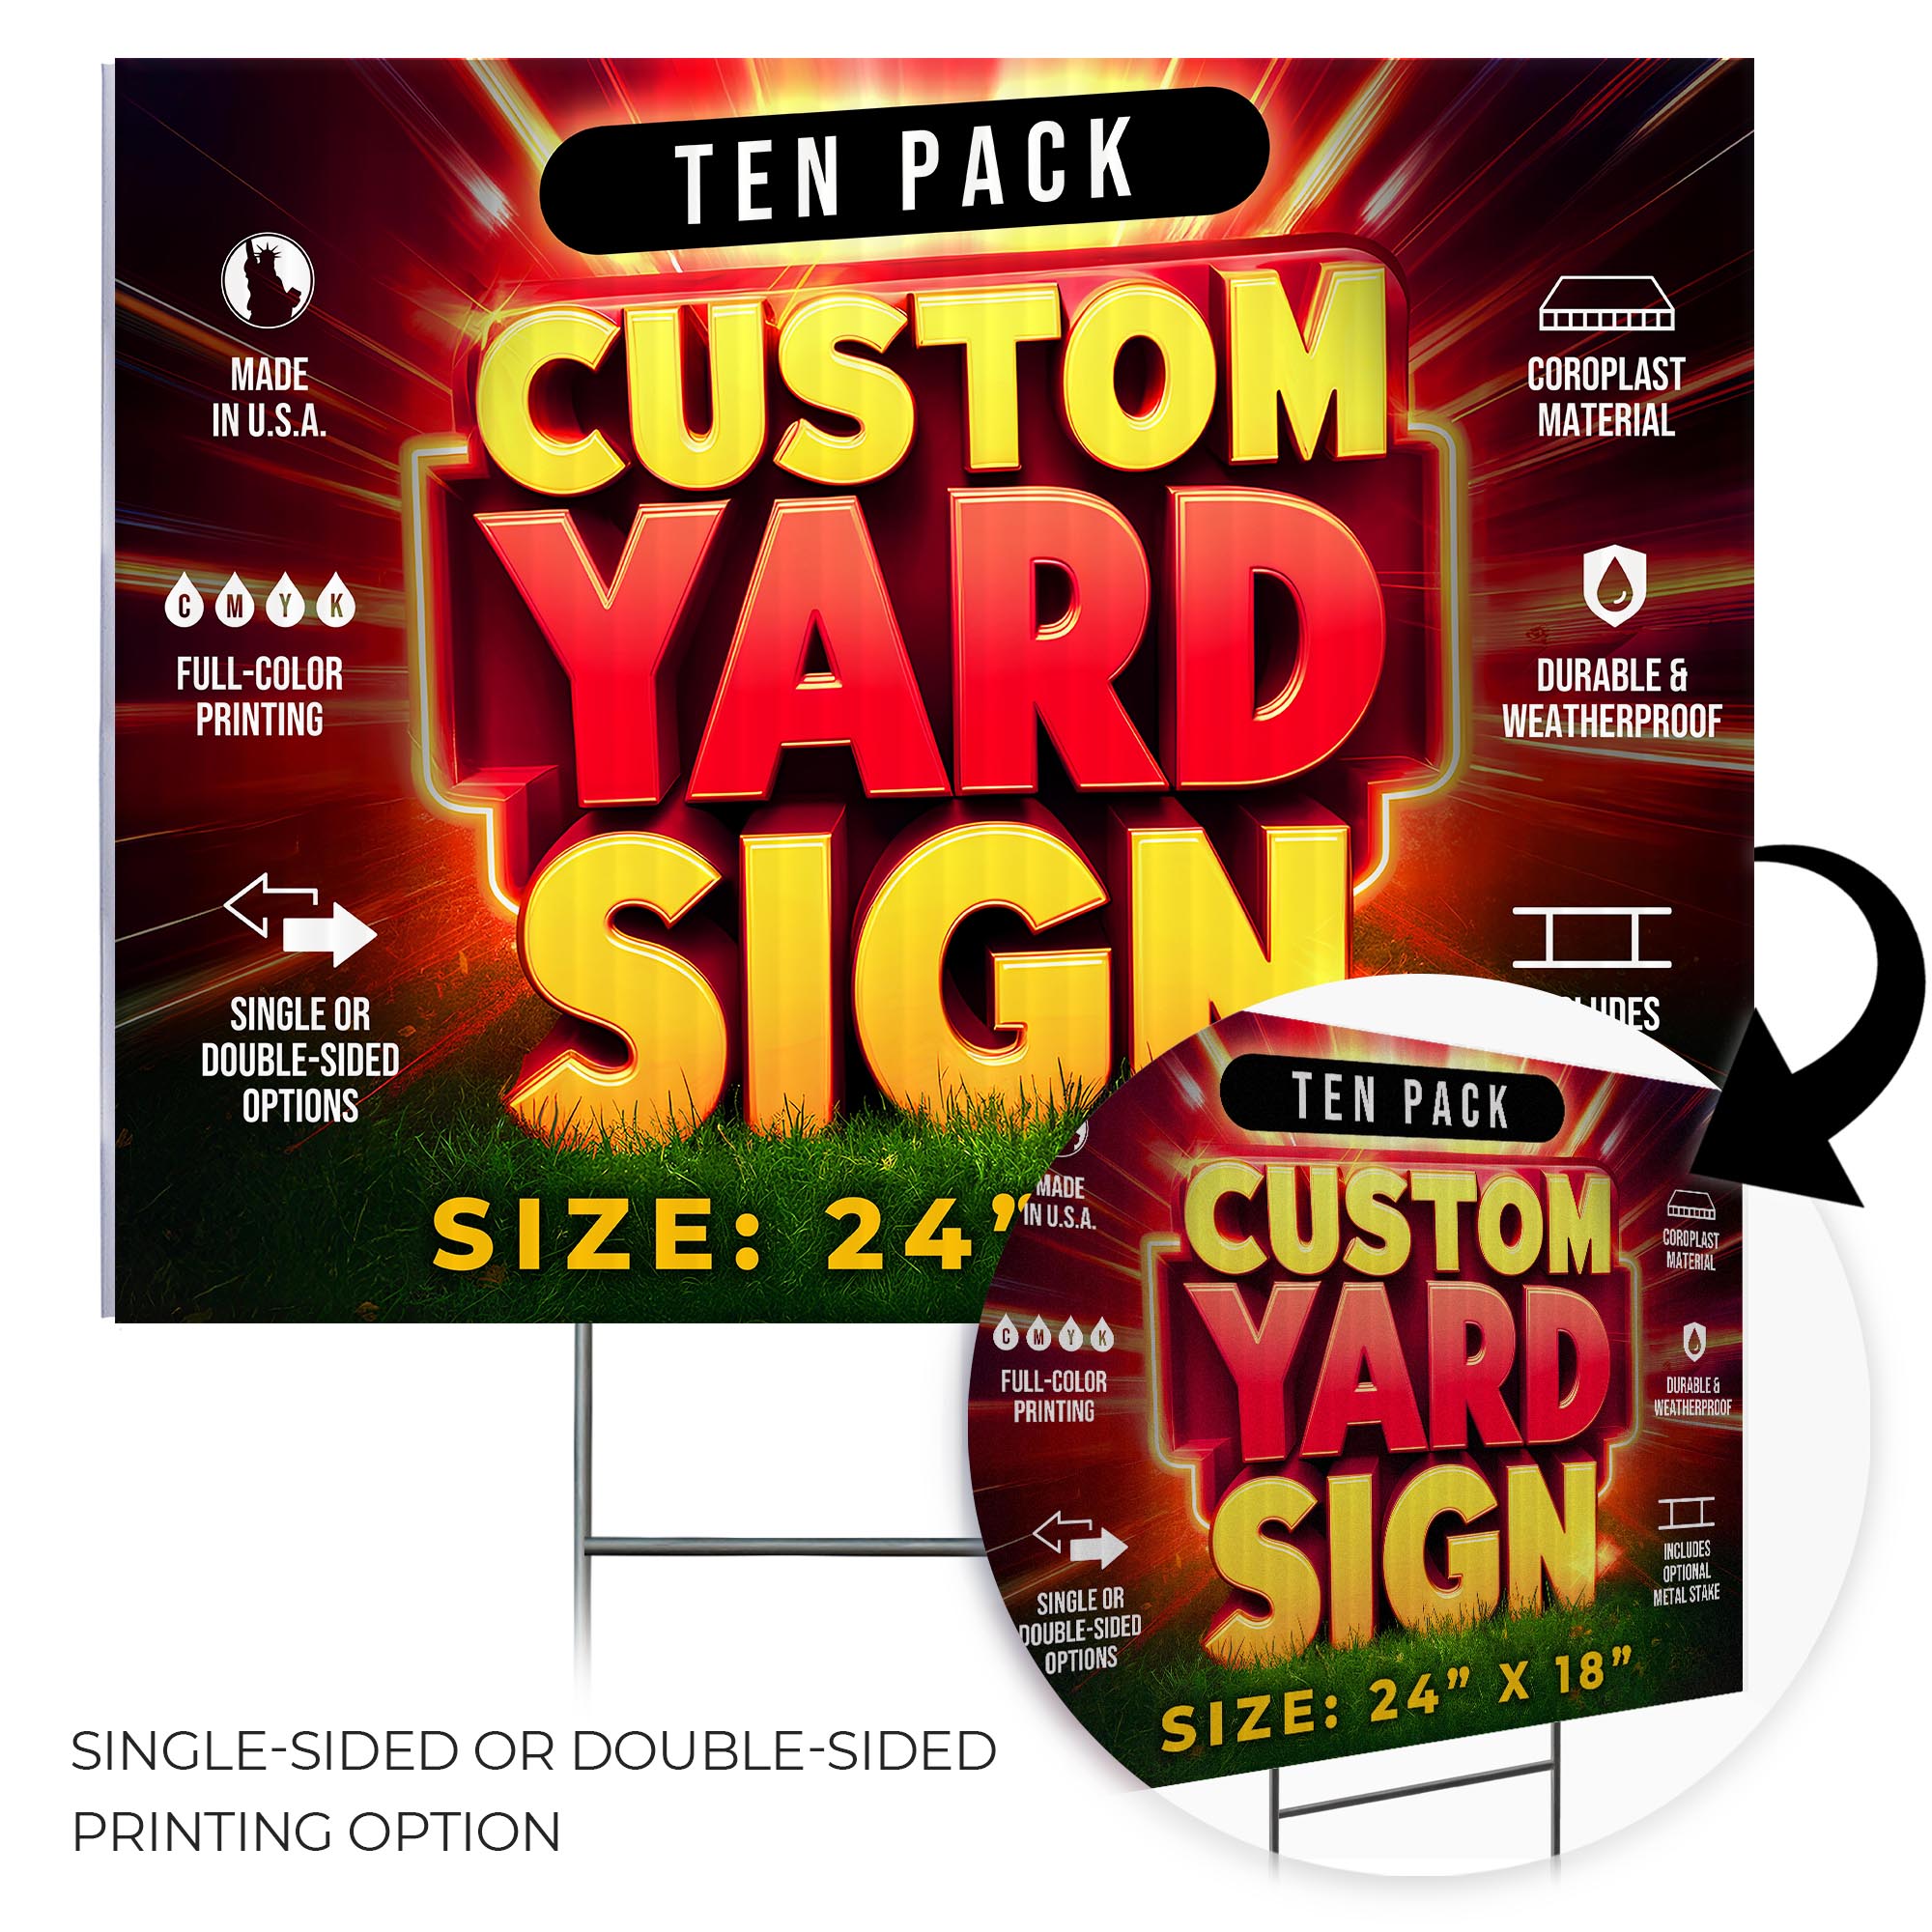 TEN PACK
CUSTOM
YARD
SIGN
MADE
IN U.S.A.
C M Y K
FULL-COLOR
PRINTING
SINGLE OR
DOUBLE-SIDED
OPTIONS
COROPLAST
MATERIAL
DURABLE &
WEATHERPROOF
SIZE: 24”
TEN PACK
CUSTOM
YARD
SIGN
MADE
IN U.S.A.
C M Y K
FULL-COLOR
PRINTING
SINGLE OR
DOUBLE-SIDED
OPTIONS
COROPLAST
MATERIAL
DURABLE &
WEATHERPROOF
INCLUDES
OPTIONAL
METAL STAKE
SIZE: 24” X 18”
SINGLE-SIDED OR DOUBLE-SIDED
PRINTING OPTION